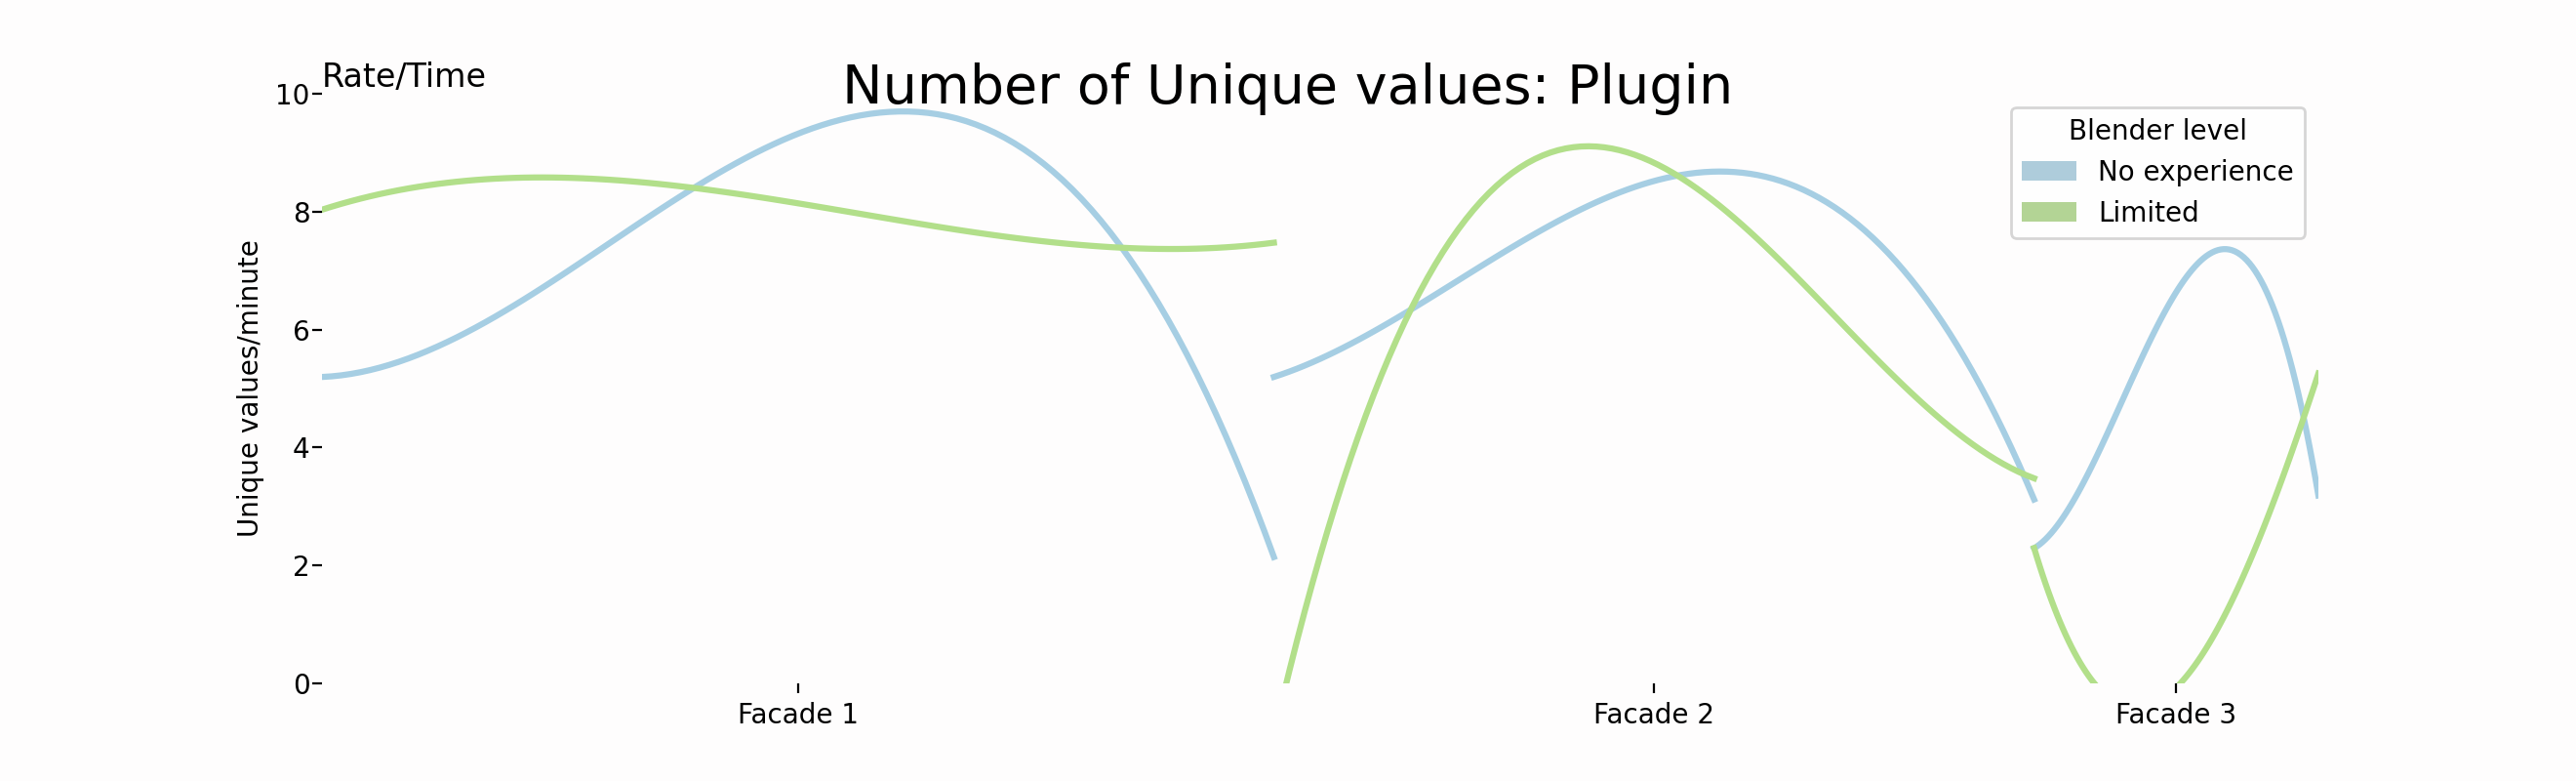 Rate/Time
Number of Unique values: Plugin
Unique values/minute
10
8
6
4
2
0
Blender level
No experience
Limited
Facade 1
Facade 2
Facade 3